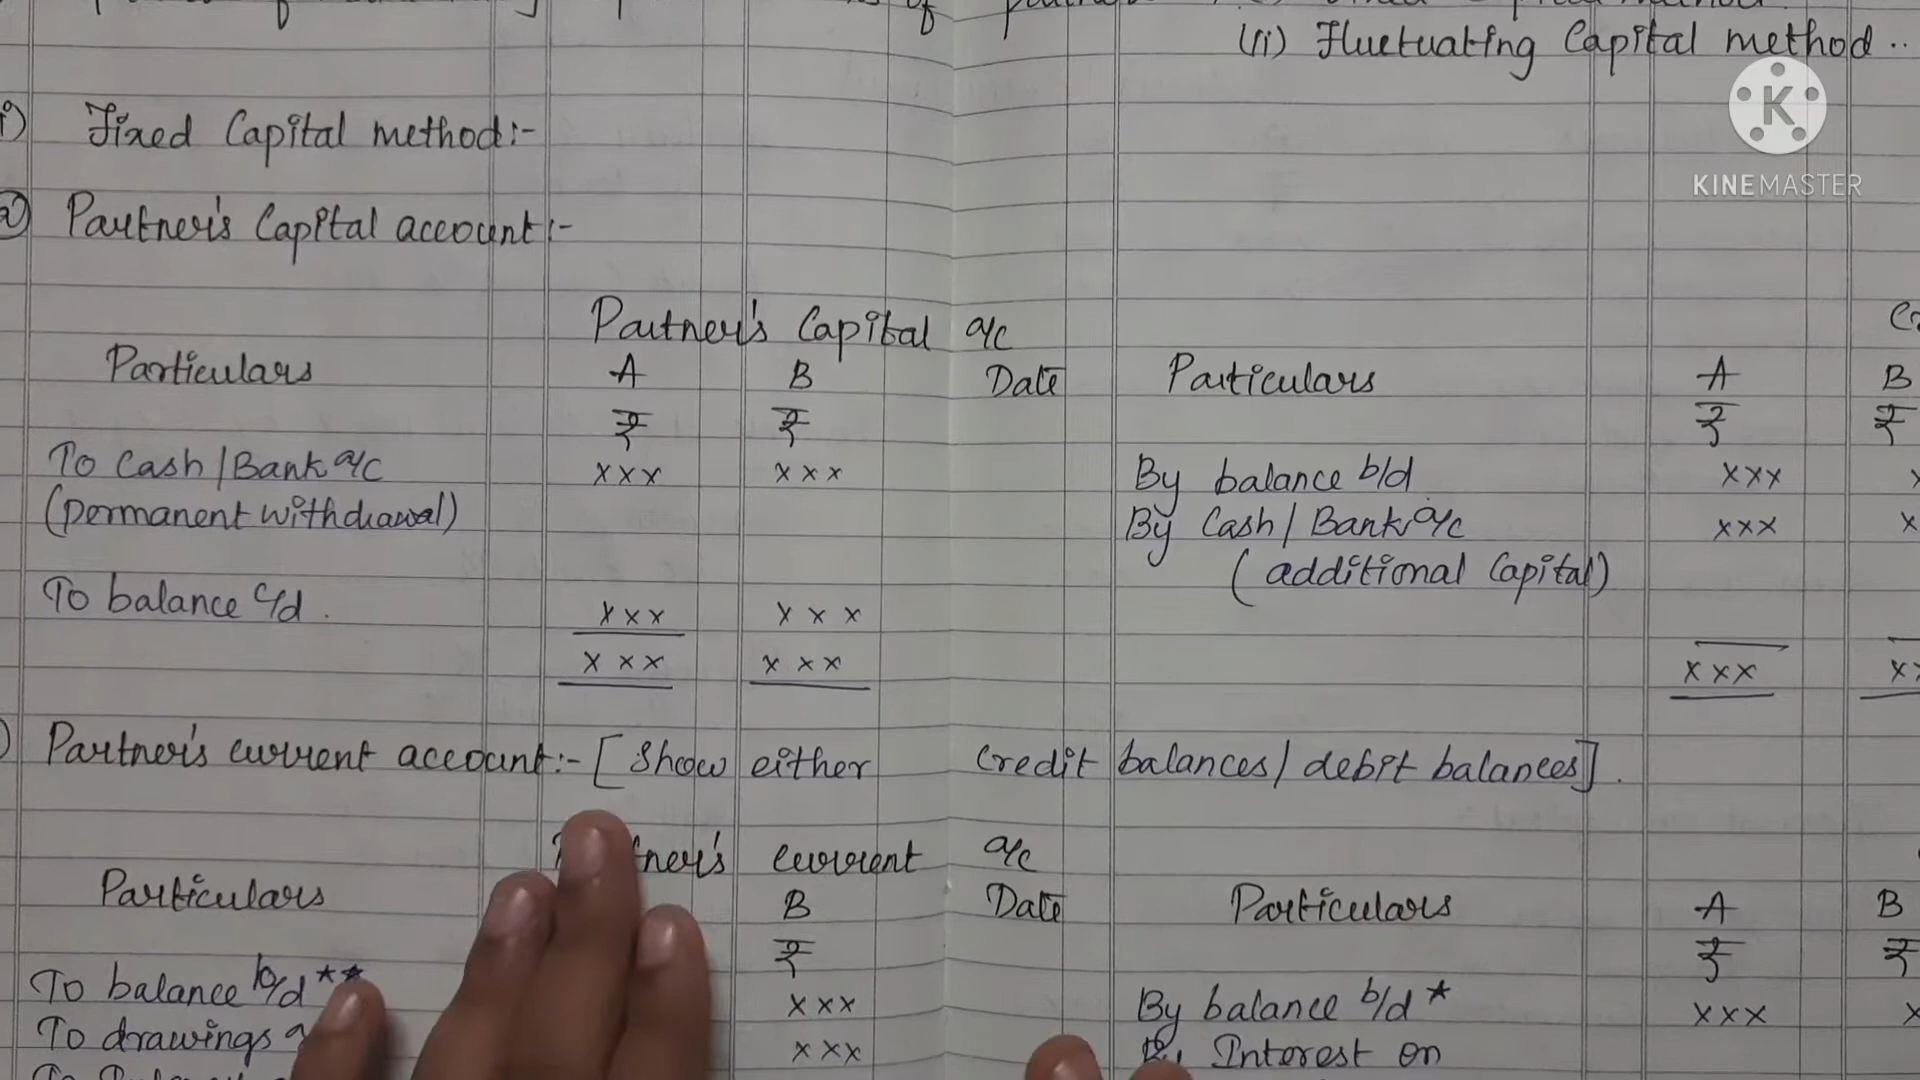 (ii) Fluctuating Capital method..
KINEMASTER
i) Fixed Capital method:-
a) Partner's Capital account:-
Partner's Capital a/c
Particulars A B Date Particulars A B
₹ ₹ ₹ ₹
To Cash/Bank a/c xxx xxx By balance b/d xxx
(permanent withdrawal) By Cash/Bank a/c xxx
(additional Capital)
To balance c/d. xxx xxx
xxx xxx xxx
Partner's current account:- [Show either credit balances/debit balances].
current a/c
Particulars B Date Particulars A B
₹ ₹ ₹
To balance b/d** xxx By balance b/d* xxx
To drawings xxx Interest on